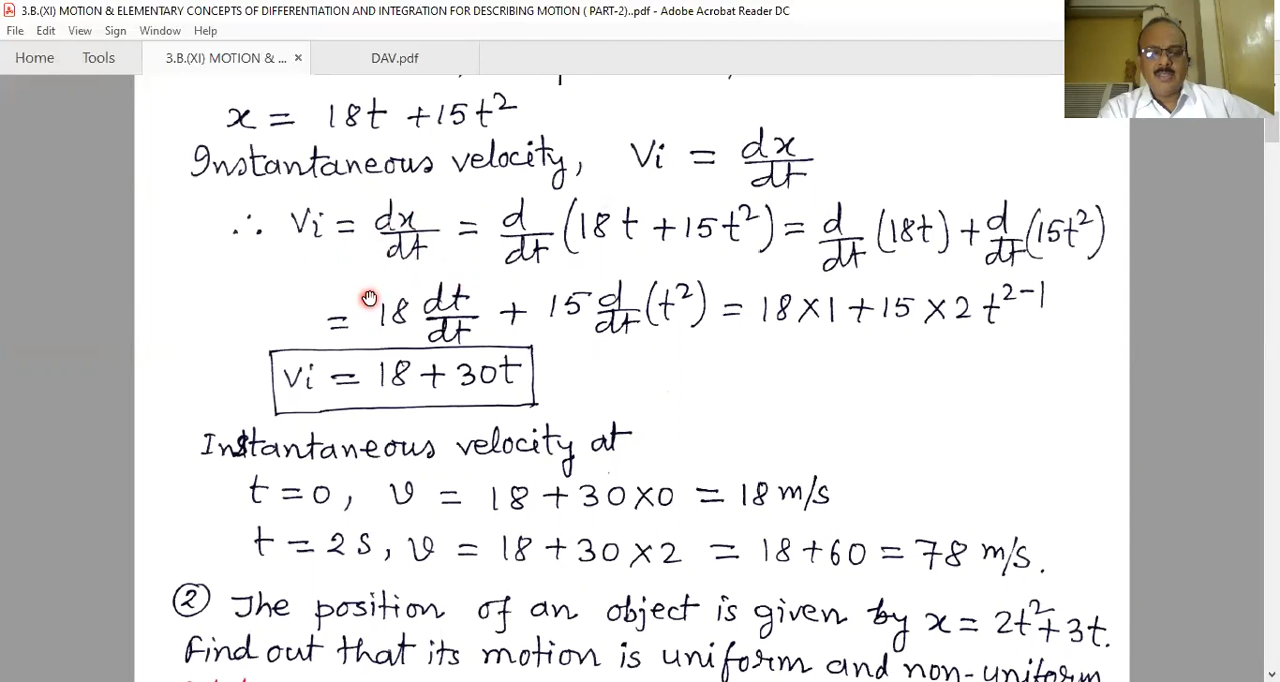 3.B.(XI) MOTION & ELEMENTARY CONCEPTS OF DIFFERENTIATION AND INTEGRATION FOR DESCRIBING MOTION ( PART-2)..pdf - Adobe Acrobat Reader DC
File Edit View Sign Window Help
Home Tools 3.B.(XI) MOTION & ... × DAV.pdf
x = 18t + 15t²
Instantaneous velocity, Vi = dx/dt
∴ Vi = dx/dt = d/dt (18t + 15t²) = d/dt (18t) + d/dt (15t²)
= 18 dt/dt + 15 d/dt (t²) = 18×1 + 15 × 2 t²⁻¹
Vi = 18 + 30t
Instantaneous velocity at
t = 0, v = 18 + 30×0 = 18 m/s
t = 2s, v = 18 + 30 × 2 = 18 + 60 = 78 m/s.
② The position of an object is given by x = 2t² + 3t.
Find out that its motion is uniform and non-uniform